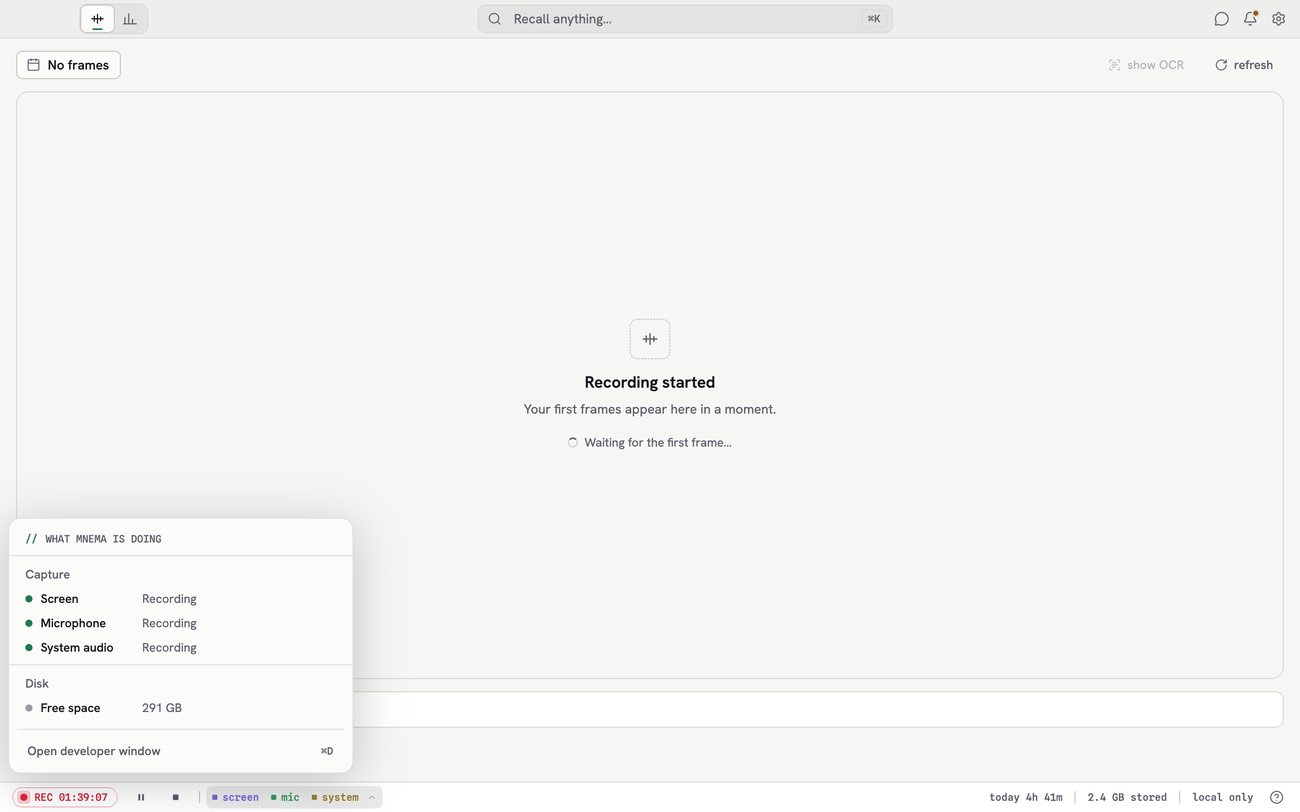 Recall anything...
⌘K
No frames
show OCR
refresh
Recording started
Your first frames appear here in a moment.
Waiting for the first frame...
// WHAT MNEMA IS DOING
Capture
Screen Recording
Microphone Recording
System audio Recording
Disk
Free space 291 GB
Open developer window ⌘D
REC 01:39:07
screen mic system
today 4h 41m
2.4 GB stored
local only